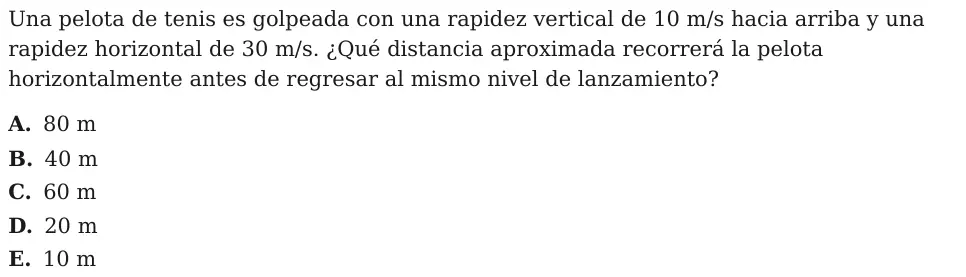 Una pelota de tenis es golpeada con una rapidez vertical de 10 m/s hacia arriba y una
rapidez horizontal de 30 m/s. ¿Qué distancia aproximada recorrerá la pelota
horizontalmente antes de regresar al mismo nivel de lanzamiento?
A. 80 m
B. 40 m
C. 60 m
D. 20 m
E. 10 m